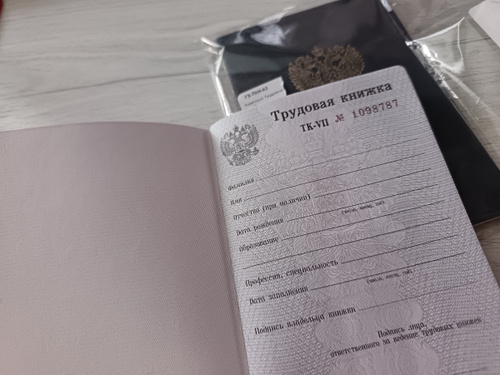 Трудовая книжка
ТК-VII № 1098787
Фамилия
Имя
Отчество (при наличии)
Дата рождения
(число, месяц, год)
Образование
Профессия, специальность
Дата заполнения
(число, месяц, год)
Подпись владельца книжки
Подпись лица,
ответственного за ведение трудовых книжек